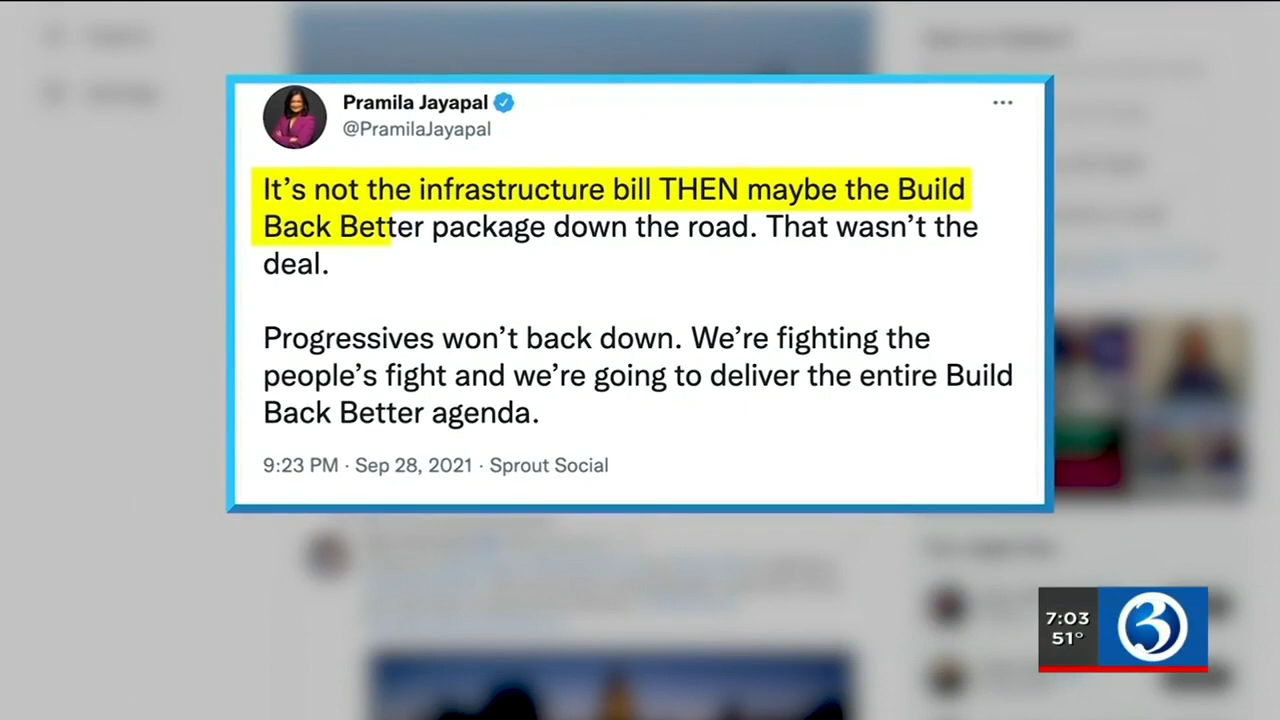 Pramila Jayapal
@PramilaJayapal
It's not the infrastructure bill THEN maybe the Build
Back Better package down the road. That wasn't the
deal.
Progressives won't back down. We're fighting the
people's fight and we're going to deliver the entire Build
Back Better agenda.
9:23 PM · Sep 28, 2021 · Sprout Social
7:03
51°
3